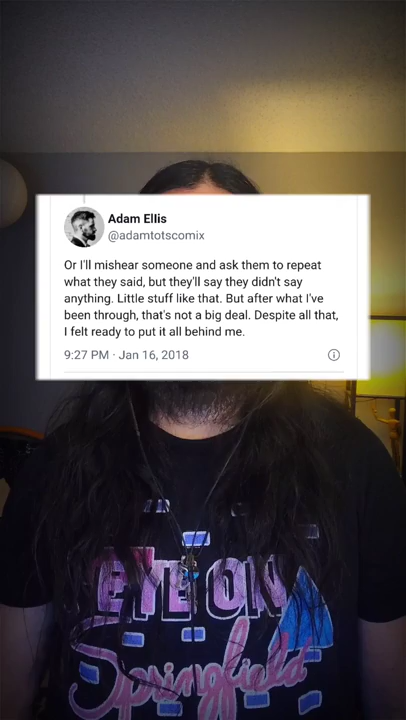 Adam Ellis
@adamtotscomix
Or I'll mishear someone and ask them to repeat
what they said, but they'll say they didn't say
anything. Little stuff like that. But after what I've
been through, that's not a big deal. Despite all that,
I felt ready to put it all behind me.
9:27 PM · Jan 16, 2018
EYE ON
Springfield